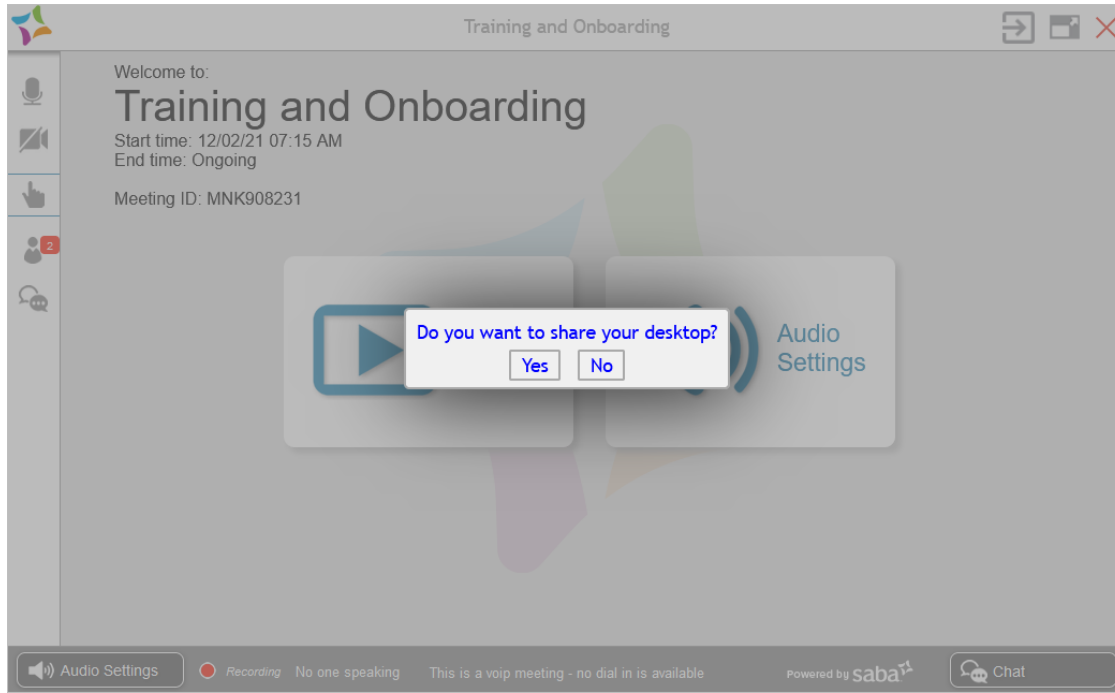 Training and Onboarding
Welcome to:
Training and Onboarding
Start time: 12/02/21 07:15 AM
End time: Ongoing
Meeting ID: MNK908231
2
Do you want to share your desktop?
Yes No
Audio
Settings
Audio Settings Recording No one speaking This is a voip meeting - no dial in is available Powered by saba Chat